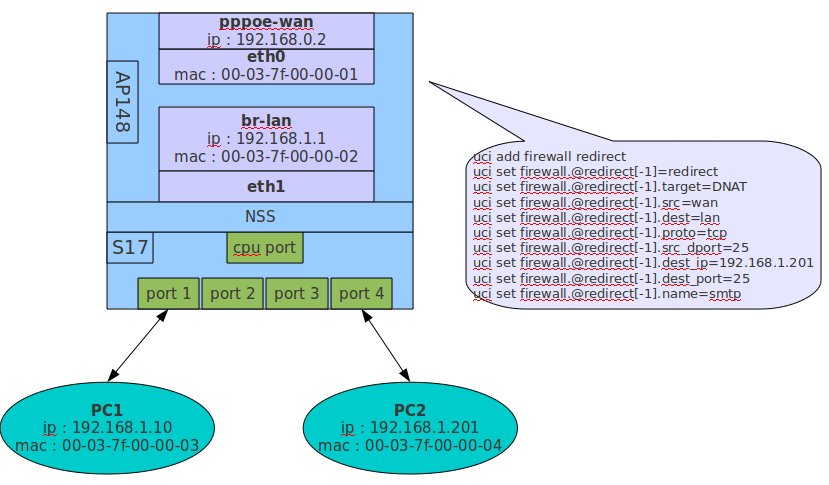 pppoe-wan
ip : 192.168.0.2
eth0
mac : 00-03-7f-00-00-01
AP148
br-lan
ip : 192.168.1.1
mac : 00-03-7f-00-00-02
eth1
NSS
S17
cpu port
port 1
port 2
port 3
port 4
uci add firewall redirect
uci set firewall.@redirect[-1]=redirect
uci set firewall.@redirect[-1].target=DNAT
uci set firewall.@redirect[-1].src=wan
uci set firewall.@redirect[-1].dest=lan
uci set firewall.@redirect[-1].proto=tcp
uci set firewall.@redirect[-1].src_dport=25
uci set firewall.@redirect[-1].dest_ip=192.168.1.201
uci set firewall.@redirect[-1].dest_port=25
uci set firewall.@redirect[-1].name=smtp
PC1
ip : 192.168.1.10
mac : 00-03-7f-00-00-03
PC2
ip : 192.168.1.201
mac : 00-03-7f-00-00-04